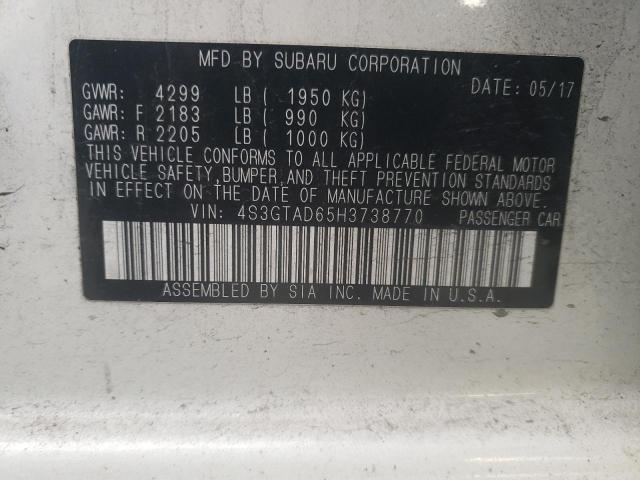 MFD BY SUBARU CORPORATION
DATE: 05/17
GVWR: 4299 LB ( 1950 KG)
GAWR: F 2183 LB ( 990 KG)
GAWR: R 2205 LB ( 1000 KG)
THIS VEHICLE CONFORMS TO ALL APPLICABLE FEDERAL MOTOR
VEHICLE SAFETY, BUMPER, AND THEFT PREVENTION STANDARDS
IN EFFECT ON THE DATE OF MANUFACTURE SHOWN ABOVE.
VIN: 4S3GTAD65H3738770 PASSENGER CAR
ASSEMBLED BY SIA INC. MADE IN U.S.A.